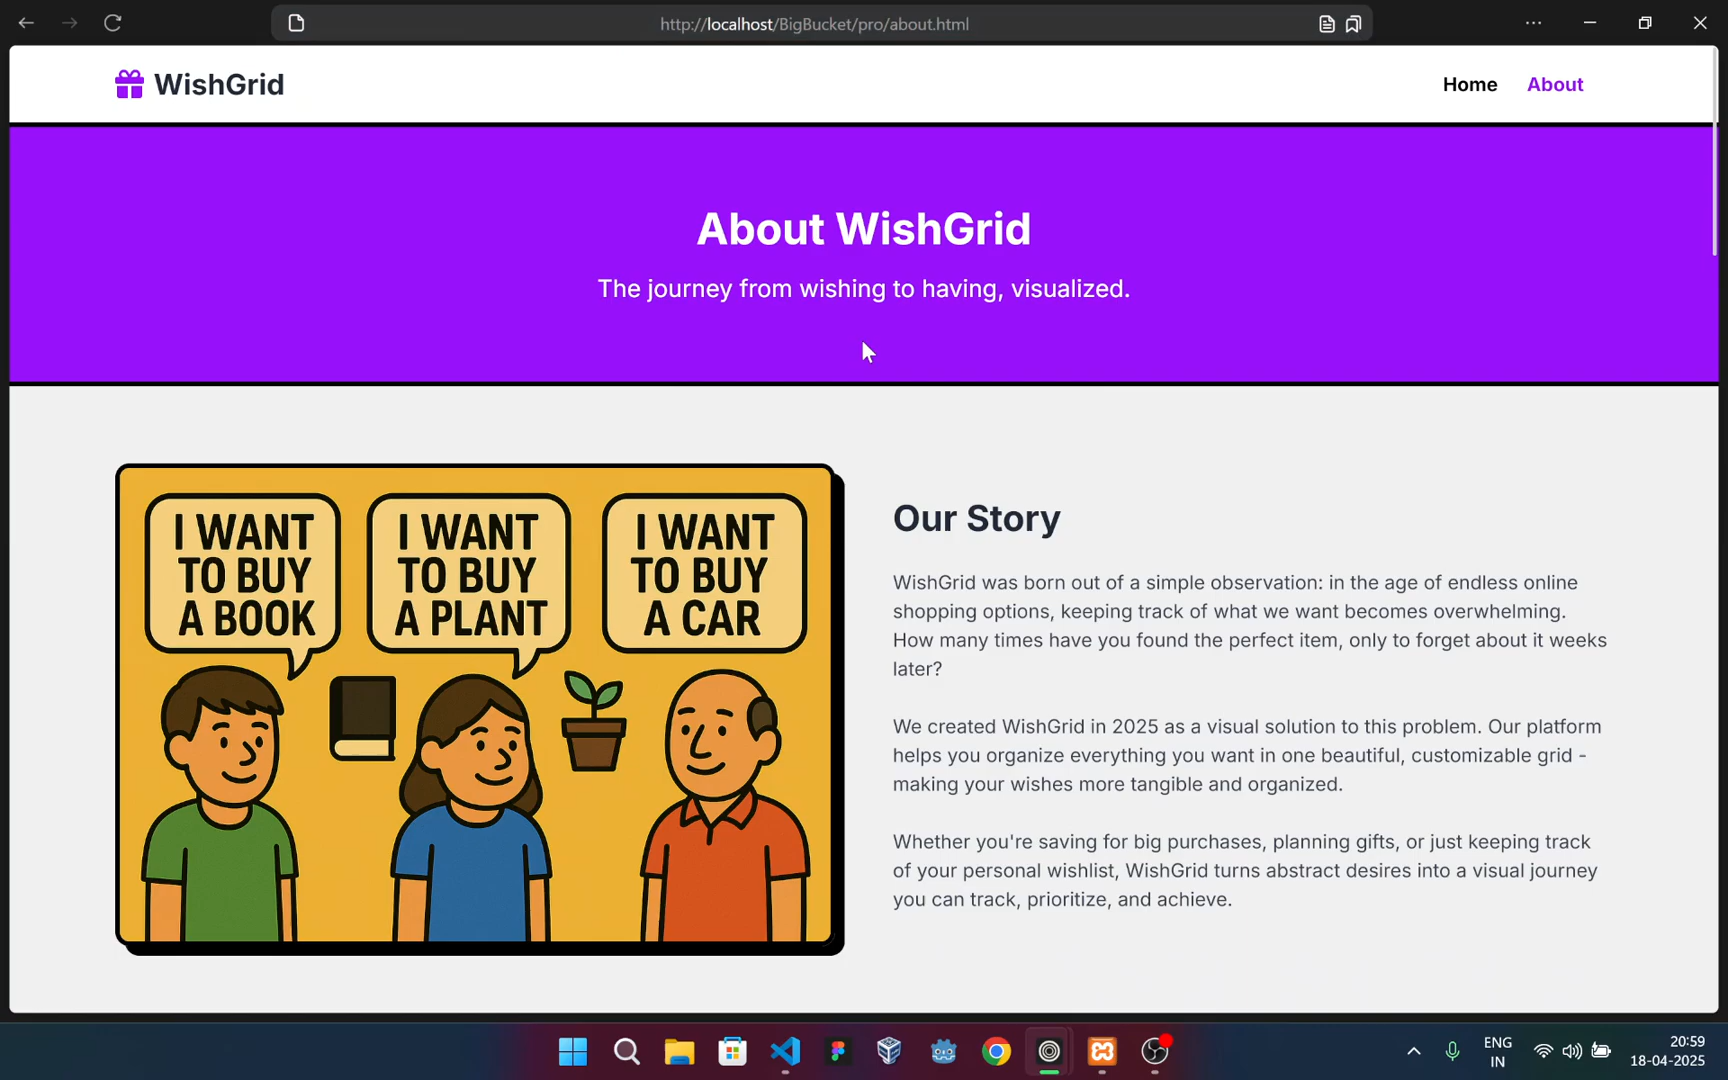 http://localhost/BigBucket/pro/about.html
WishGrid
Home
About
About WishGrid
The journey from wishing to having, visualized.
I WANT
TO BUY
A BOOK
I WANT
TO BUY
A PLANT
I WANT
TO BUY
A CAR
Our Story
WishGrid was born out of a simple observation: in the age of endless online
shopping options, keeping track of what we want becomes overwhelming.
How many times have you found the perfect item, only to forget about it weeks
later?
We created WishGrid in 2025 as a visual solution to this problem. Our platform
helps you organize everything you want in one beautiful, customizable grid -
making your wishes more tangible and organized.
Whether you're saving for big purchases, planning gifts, or just keeping track
of your personal wishlist, WishGrid turns abstract desires into a visual journey
you can track, prioritize, and achieve.
ENG
IN
20:59
18-04-2025